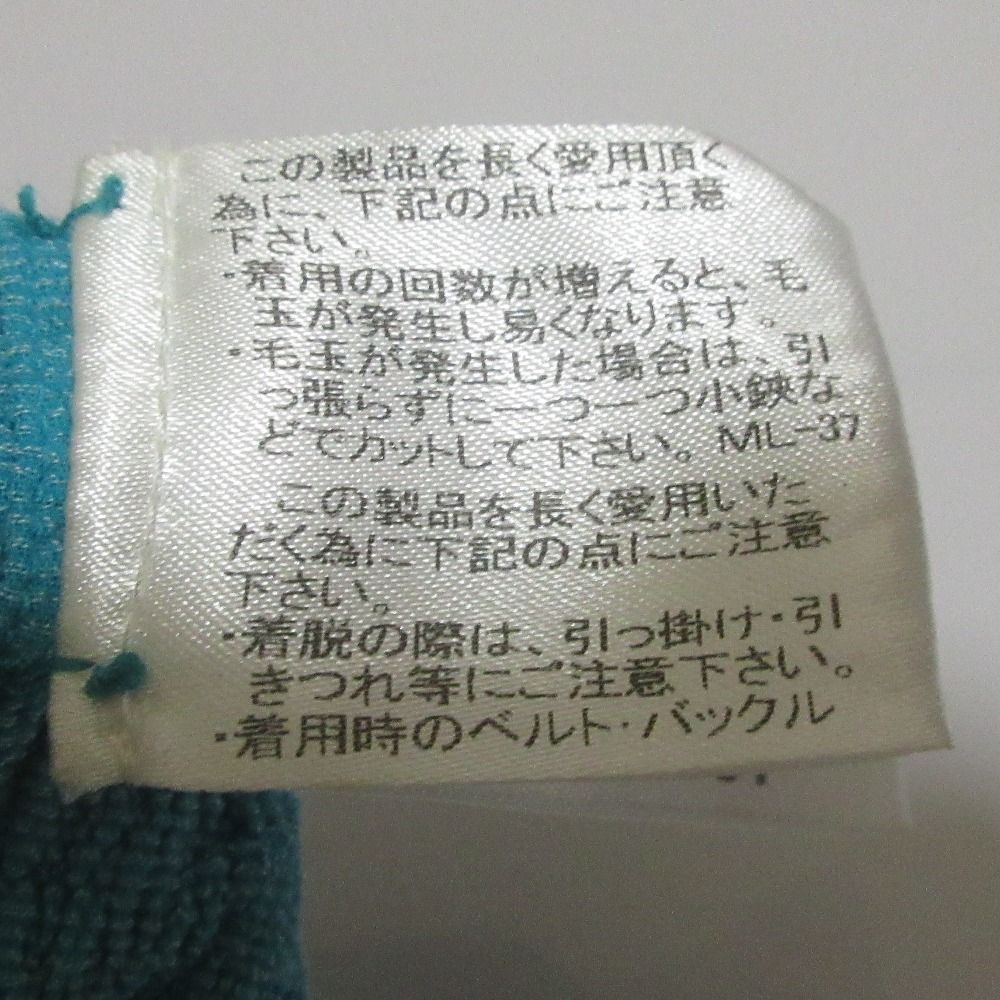 この製品を長く愛用頂く
為に、下記の点にご注意
下さい。
・着用の回数が増えると、毛
玉が発生し易くなります。
・毛玉が発生した場合は、引
っ張らずに一つ一つ小鋏な
どでカットして下さい。ML-37
この製品を長く愛用いた
だく為に下記の点にご注意
下さい。
・着脱の際は、引っ掛け・引
きつれ等にご注意下さい。
・着用時のベルト・バックル